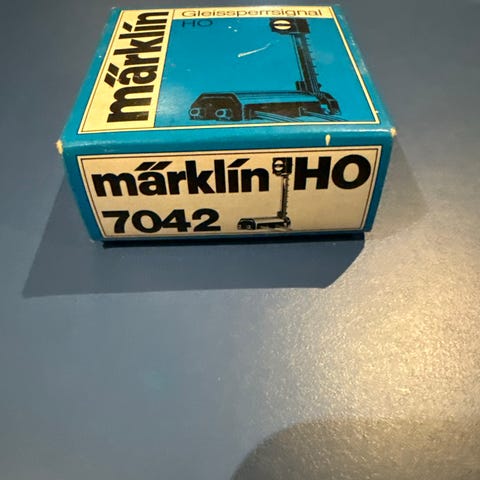 märklin
Gleissperrsignal
HO
märklin HO
7042